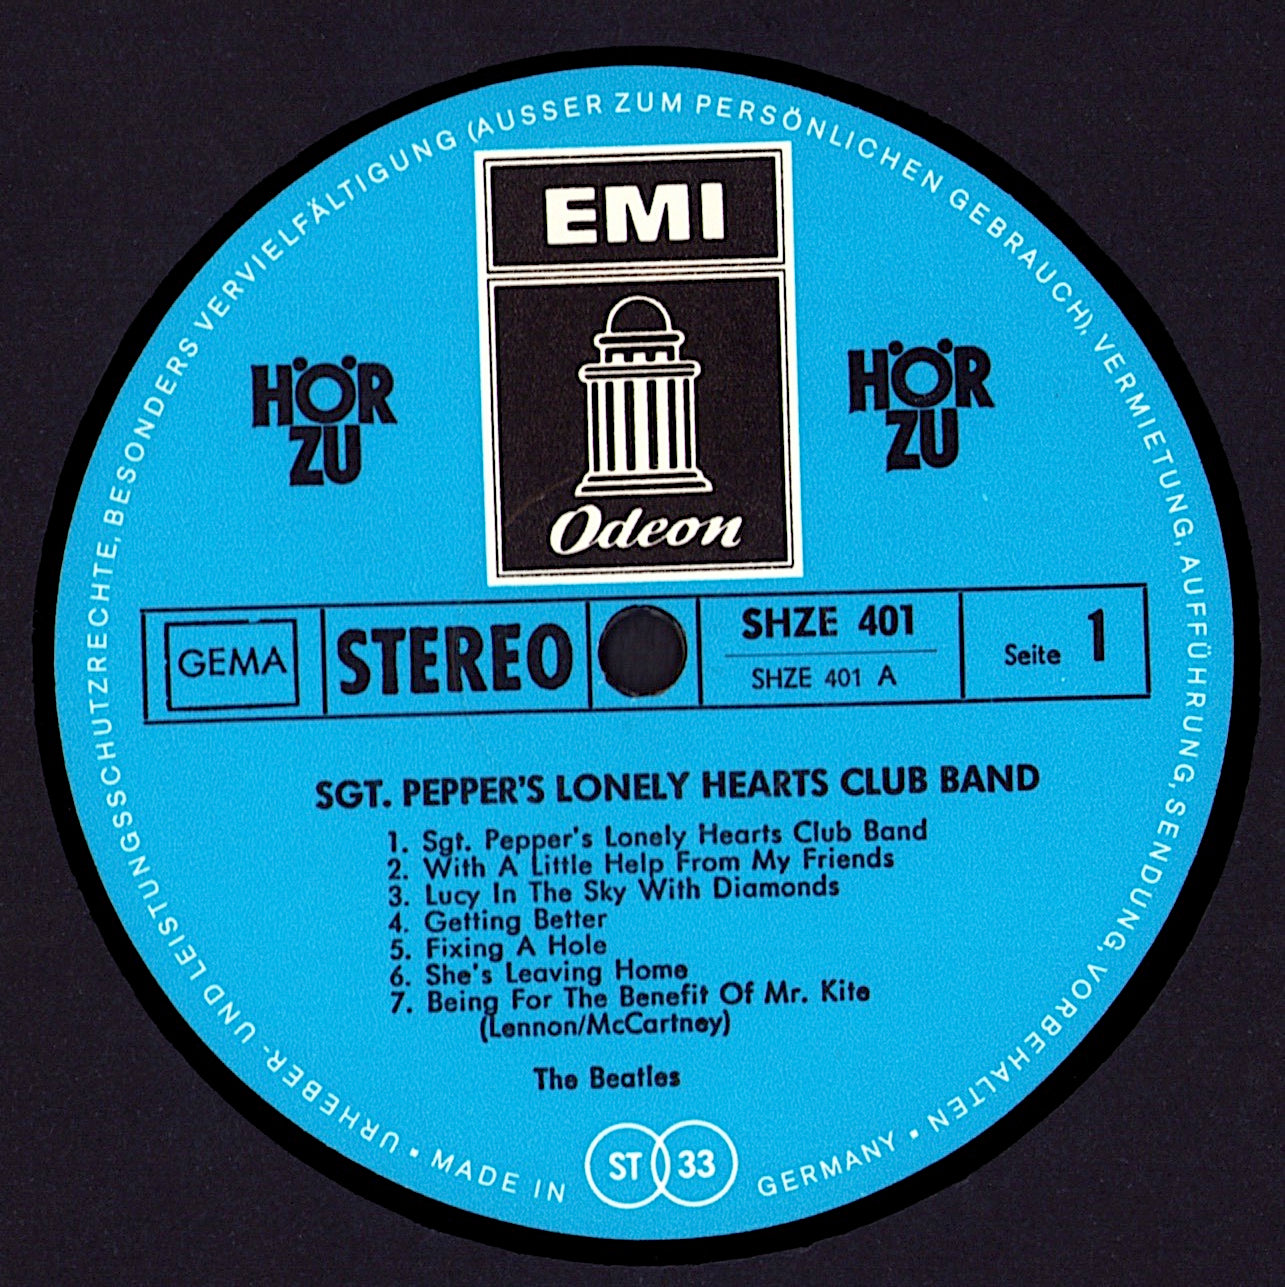 URHEBER- UND LEISTUNGSSCHUTZRECHTE, BESONDERS VERVIELFÄLTIGUNG (AUSSER ZUM PERSÖNLICHEN GEBRAUCH), VERMIETUNG, AUFFÜHRUNG, SENDUNG, VORBEHALTEN
EMI
Odeon
HÖR
ZU
HÖR
ZU
GEMA
STEREO
SHZE 401
SHZE 401 A
Seite 1
SGT. PEPPER'S LONELY HEARTS CLUB BAND
1. Sgt. Pepper's Lonely Hearts Club Band
2. With A Little Help From My Friends
3. Lucy In The Sky With Diamonds
4. Getting Better
5. Fixing A Hole
6. She's Leaving Home
7. Being For The Benefit Of Mr. Kite
(Lennon/McCartney)
The Beatles
ST 33
▪ MADE IN GERMANY ▪